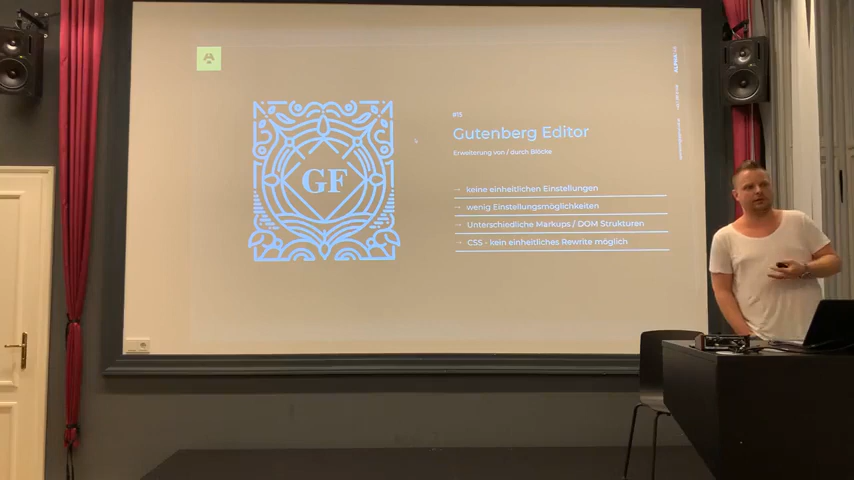 GF
#15
Gutenberg Editor
Erweiterung von / durch Blöcke
→ keine einheitlichen Einstellungen
→ wenig Einstellungsmöglichkeiten
→ Unterschiedliche Markups / DOM Strukturen
→ CSS - kein einheitliches Rewrite möglich